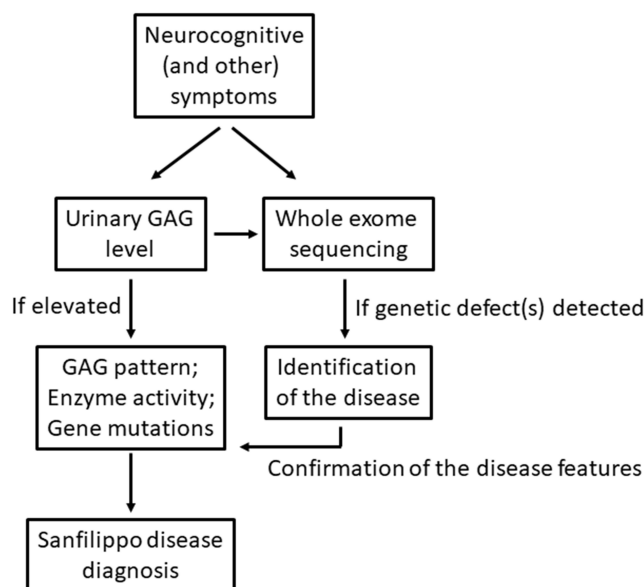 Neurocognitive
(and other)
symptoms
Urinary GAG
level
Whole exome
sequencing
If elevated
If genetic defect(s) detected
GAG pattern;
Enzyme activity;
Gene mutations
Identification
of the disease
Confirmation of the disease features
Sanfilippo disease
diagnosis